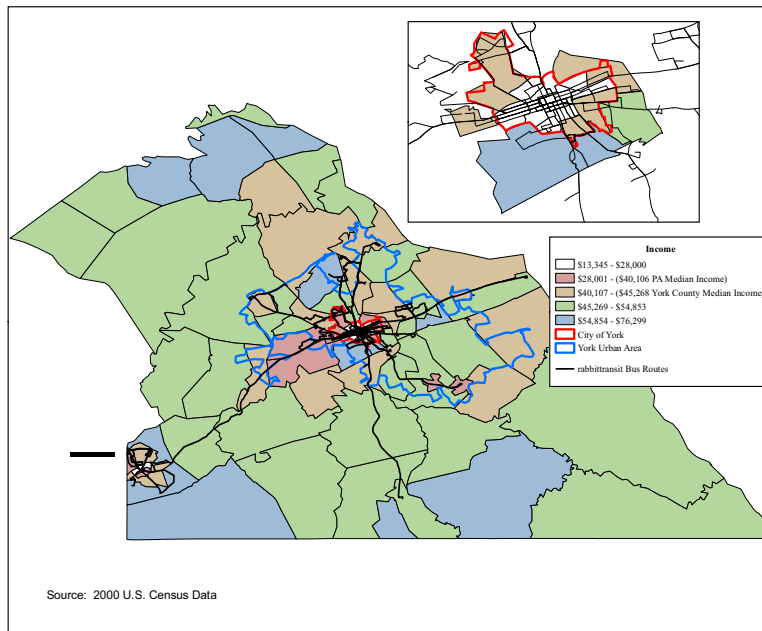 Income
$13,345 - $28,000
$28,001 - ($40,106 PA Median Income)
$40,107 - ($45,268 York County Median Income
$45,269 - $54,853
$54,854 - $76,299
City of York
York Urban Area
rabbittransit Bus Routes
Source: 2000 U.S. Census Data